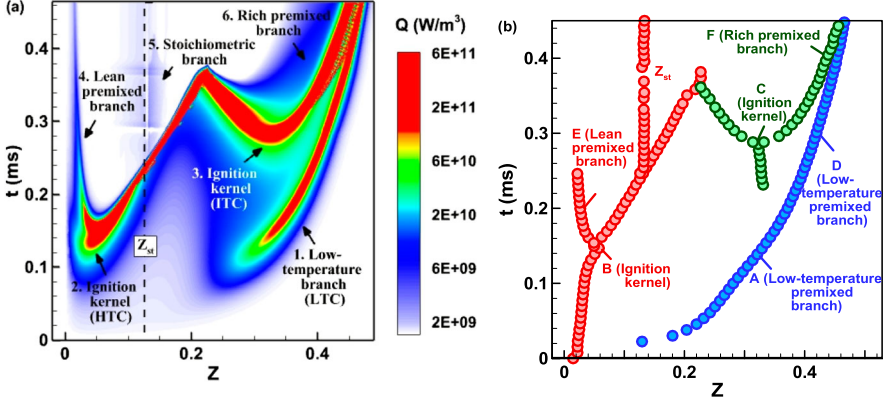 (a)
t (ms)
0.4
0.3
0.2
0.1
0
0
0.2
0.4
Z
4. Lean
premixed
branch
5. Stoichiometric
branch
6. Rich premixed
branch
3. Ignition
kernel
(ITC)
Zst
2. Ignition
kernel
(HTC)
1. Low-
temperature
branch
(LTC)
Q (W/m³)
6E+11
2E+11
6E+10
2E+10
6E+09
2E+09
(b)
t (ms)
0.4
0.3
0.2
0.1
0
0
0.2
0.4
Z
F (Rich premixed
branch)
Zst
C
(Ignition
kernel)
E (Lean
premixed
branch)
D
(Low-
temperature
premixed
branch)
B (Ignition
kernel)
A (Low-temperature
premixed
branch)